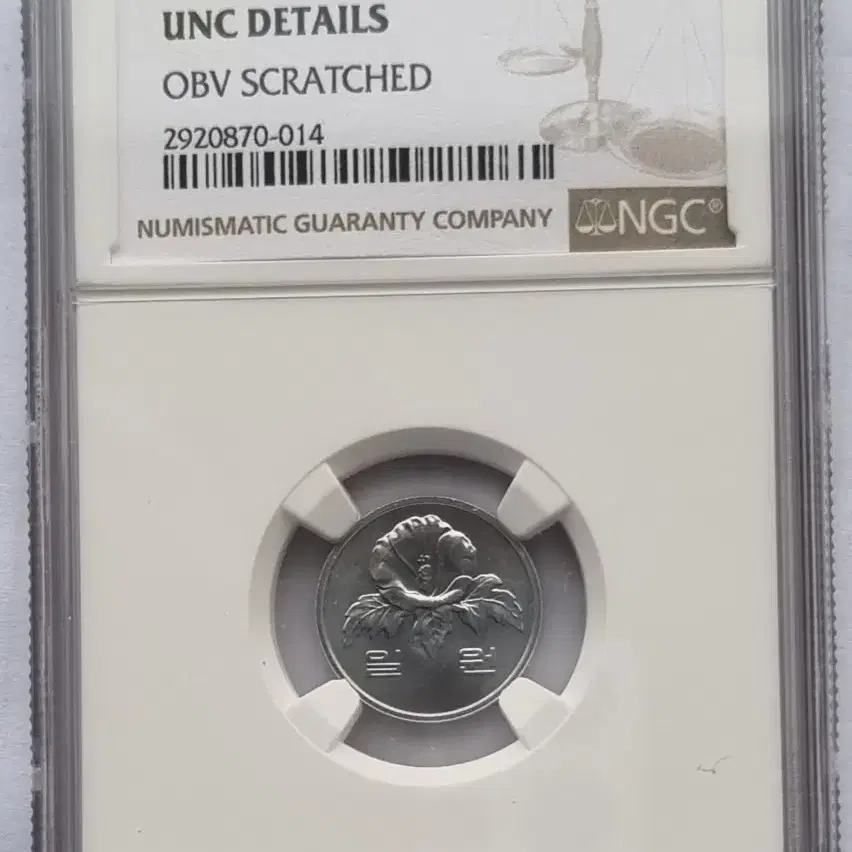 UNC DETAILS
OBV SCRATCHED
2920870-014
NUMISMATIC GUARANTY COMPANY
NGC®
일 원